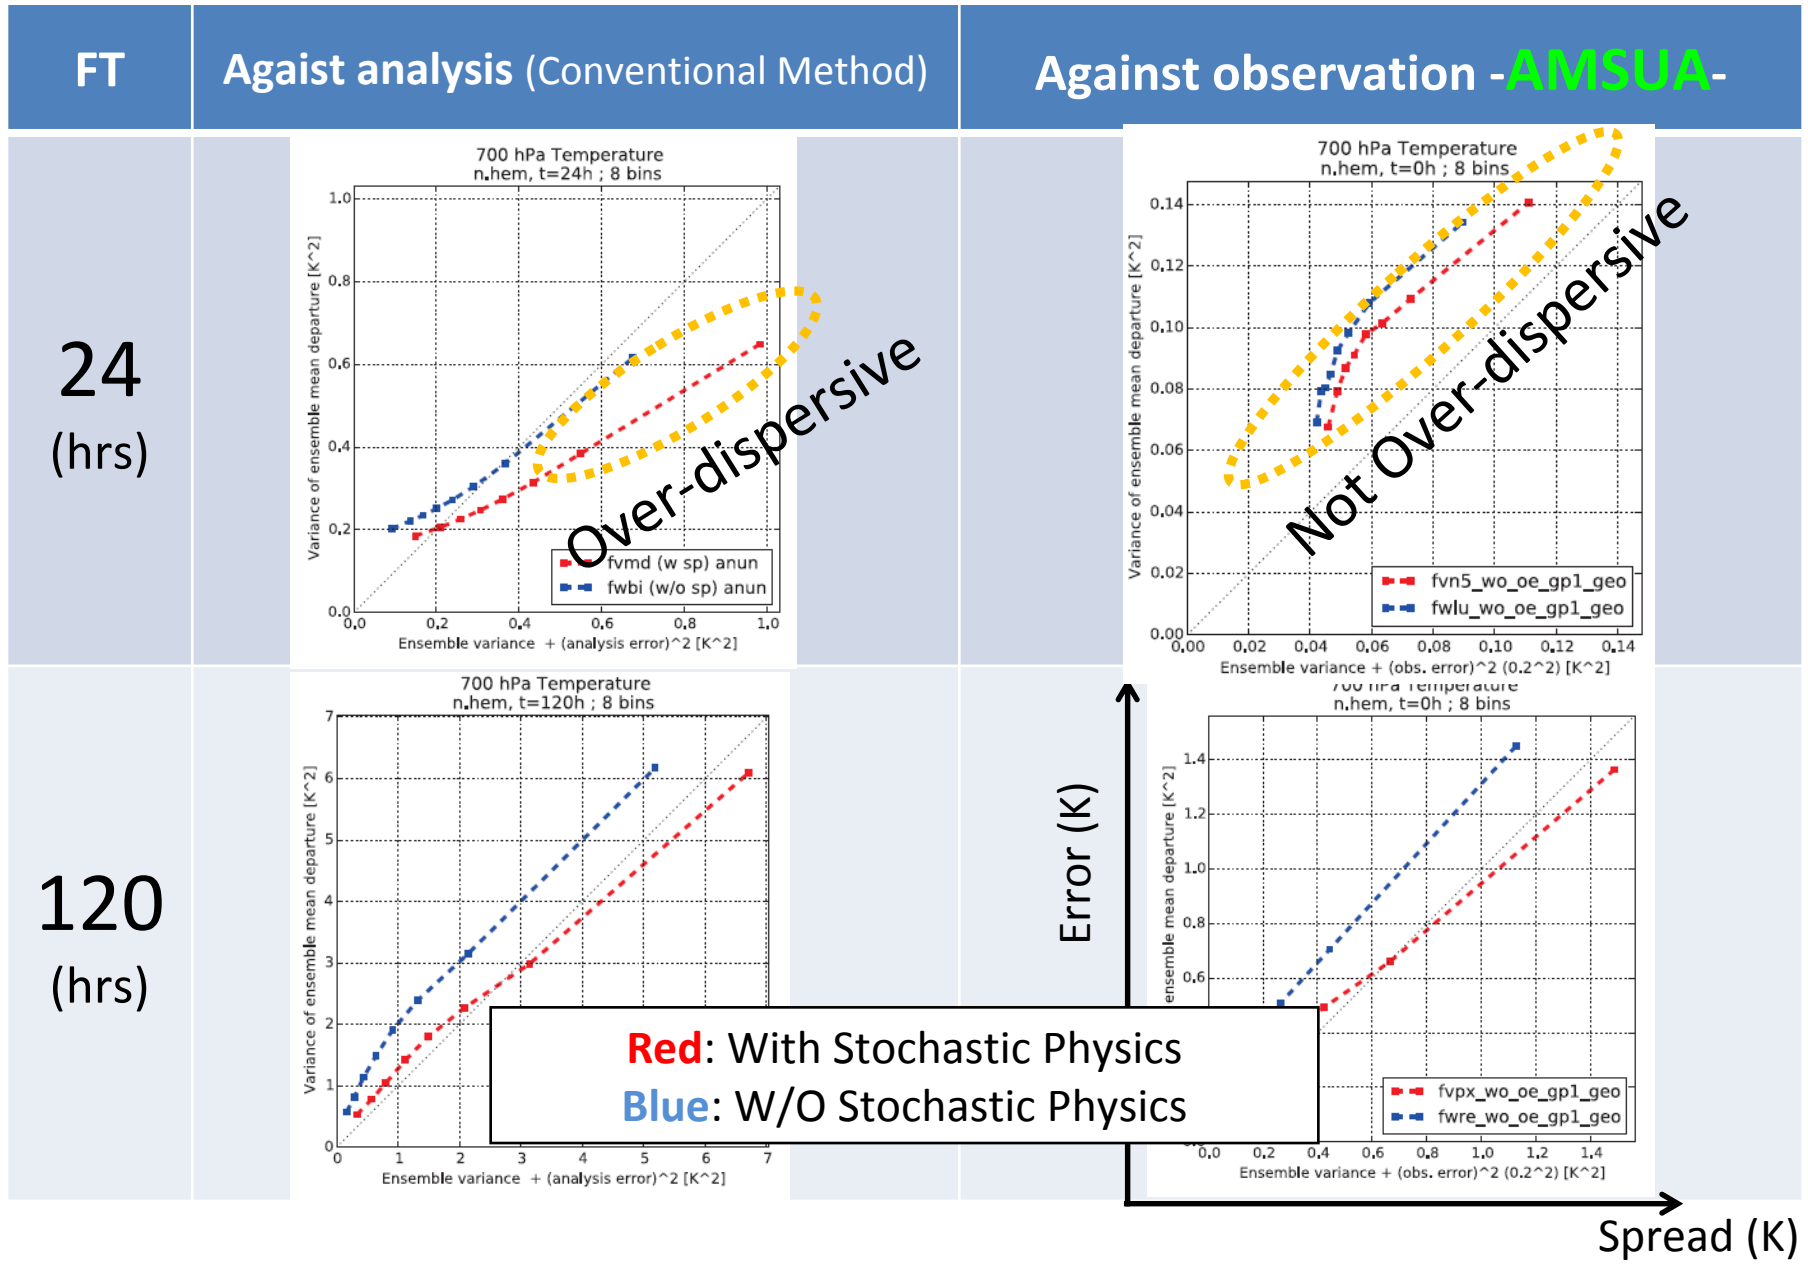 FT
Agaist analysis (Conventional Method)
Against observation -AMSUA-
24
(hrs)
700 hPa Temperature
n.hem, t=24h ; 8 bins
Variance of ensemble mean departure [K^2]
1.0
0.8
0.6
0.4
0.2
0.0
0.0 0.2 0.4 0.6 0.8 1.0
Ensemble variance + (analysis error)^2 [K^2]
fvmd (w sp) anun
fwbi (w/o sp) anun
Over-dispersive
700 hPa Temperature
n.hem, t=0h ; 8 bins
Variance of ensemble mean departure [K^2]
0.14
0.12
0.10
0.08
0.06
0.04
0.02
0.00
0.00 0.02 0.04 0.06 0.08 0.10 0.12 0.14
Ensemble variance + (obs. error)^2 (0.2^2) [K^2]
fvn5_wo_oe_gp1_geo
fwlu_wo_oe_gp1_geo
Not Over-dispersive
120
(hrs)
700 hPa Temperature
n.hem, t=120h ; 8 bins
Variance of ensemble mean departure [K^2]
7
6
5
4
3
2
1
0
0 1 2 3 4 5 6 7
Ensemble variance + (analysis error)^2 [K^2]
Error (K)
700 hPa Temperature
n.hem, t=0h ; 8 bins
ensemble mean departure [K^2]
1.4
1.2
1.0
0.8
0.6
0.0 0.2 0.4 0.6 0.8 1.0 1.2 1.4
Ensemble variance + (obs. error)^2 (0.2^2) [K^2]
fvpx_wo_oe_gp1_geo
fwre_wo_oe_gp1_geo
Red: With Stochastic Physics
Blue: W/O Stochastic Physics
Spread (K)